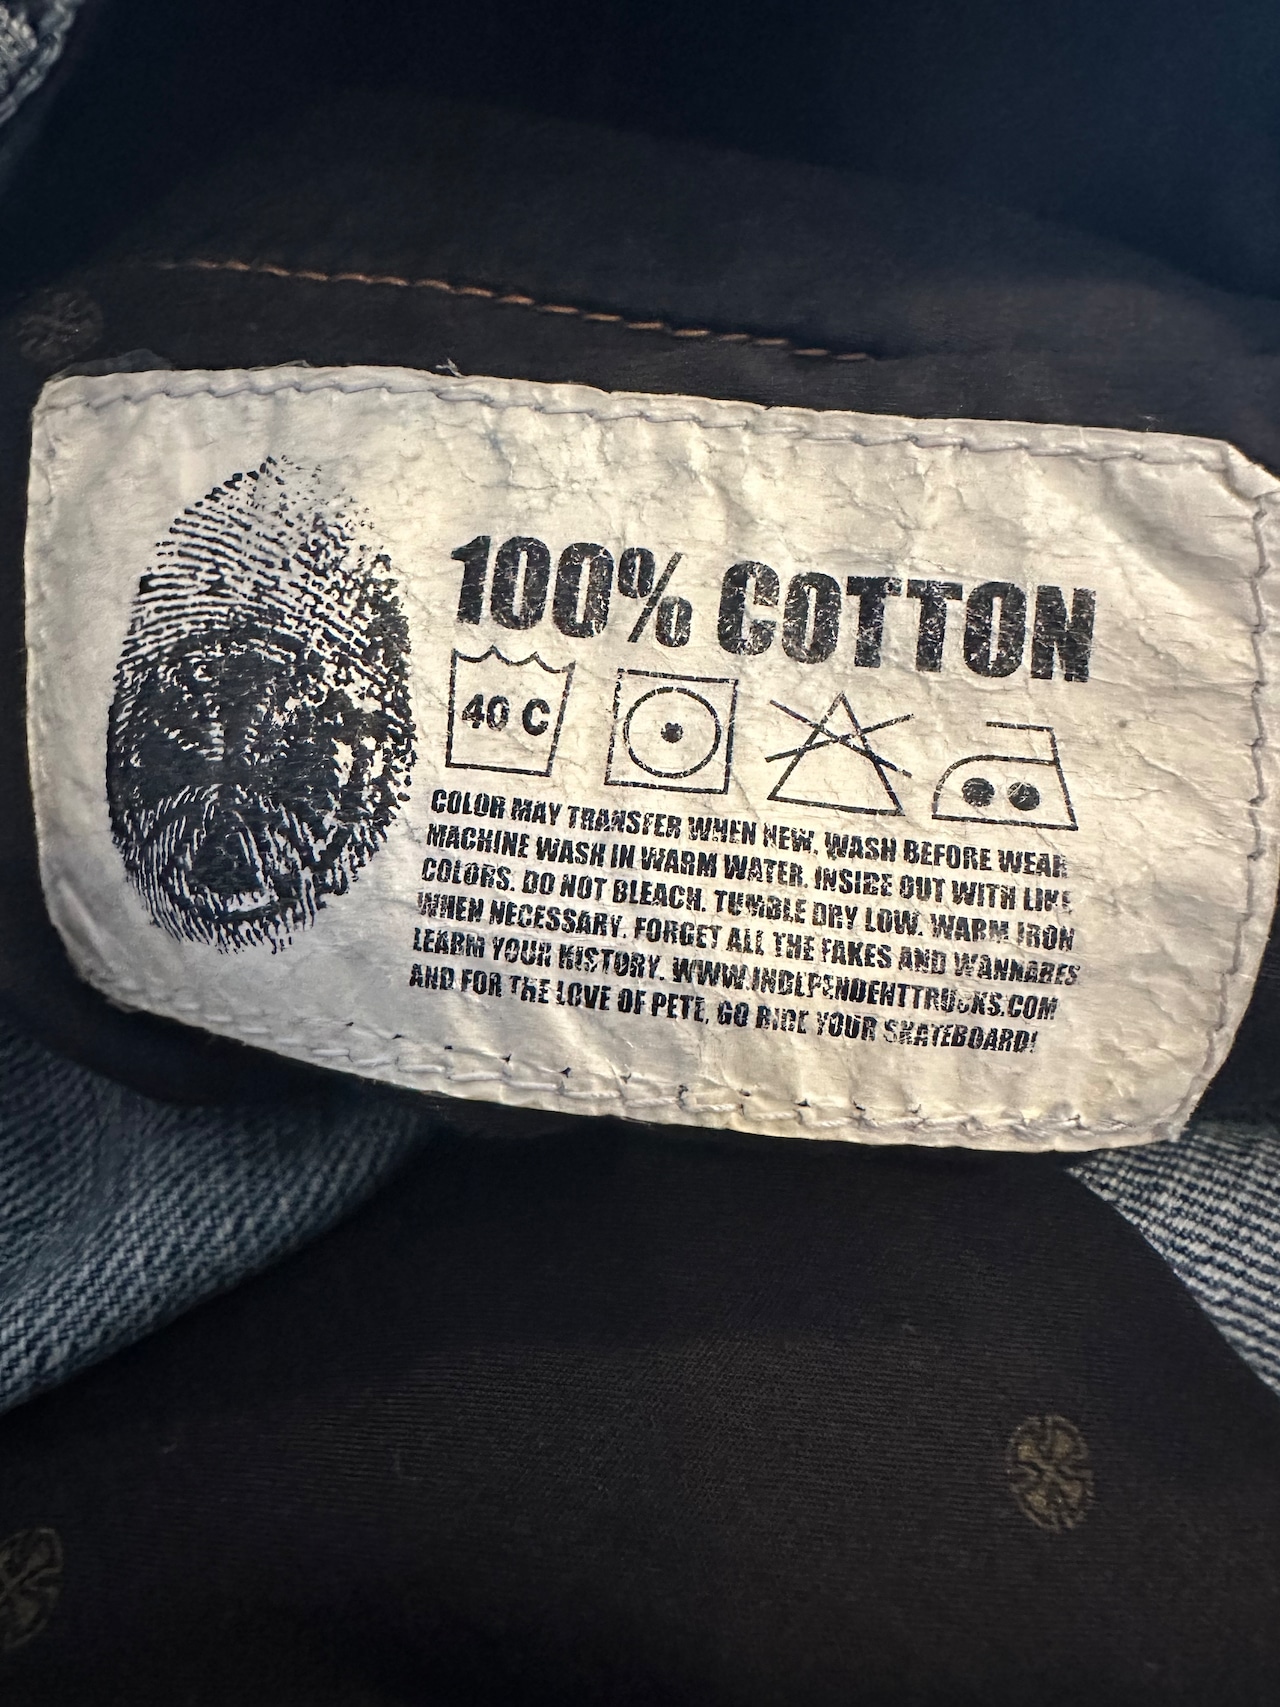 100% COTTON
40 C
COLOR MAY TRANSFER WHEN NEW, WASH BEFORE WEAR
MACHINE WASH IN WARM WATER. INSIDE OUT WITH LIKE
COLORS. DO NOT BLEACH. TUMBLE DRY LOW. WARM IRON
WHEN NECESSARY. FORGET ALL THE FAKES AND WANNABES
LEARM YOUR HISTORY. WWW.INDEPENDENTTRUCKS.COM
AND FOR THE LOVE OF PETE, GO RIDE YOUR SKATEBOARD!